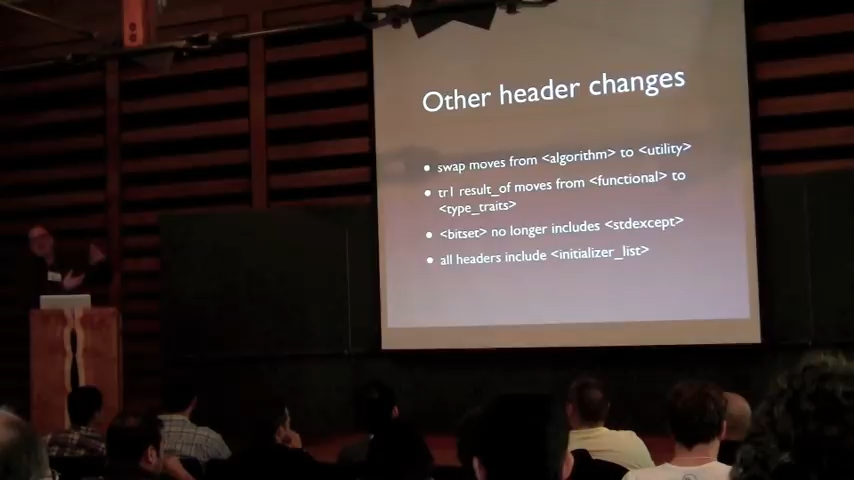 Other header changes
• swap moves from <algorithm> to <utility>
• tr1 result_of moves from <functional> to
<type_traits>
• <bitset> no longer includes <stdexcept>
• all headers include <initializer_list>